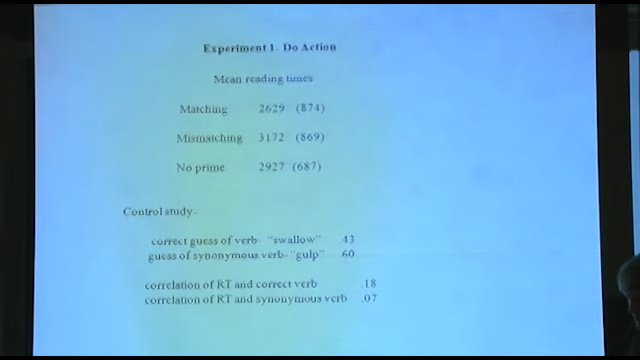 Experiment 1. Do Action
Mean reading times
Matching 2629 (874)
Mismatching 3172 (869)
No prime 2927 (687)
Control study.
correct guess of verb- "swallow" .43
guess of synonymous verb- "gulp" .60
correlation of RT and correct verb .18
correlation of RT and synonymous verb .07